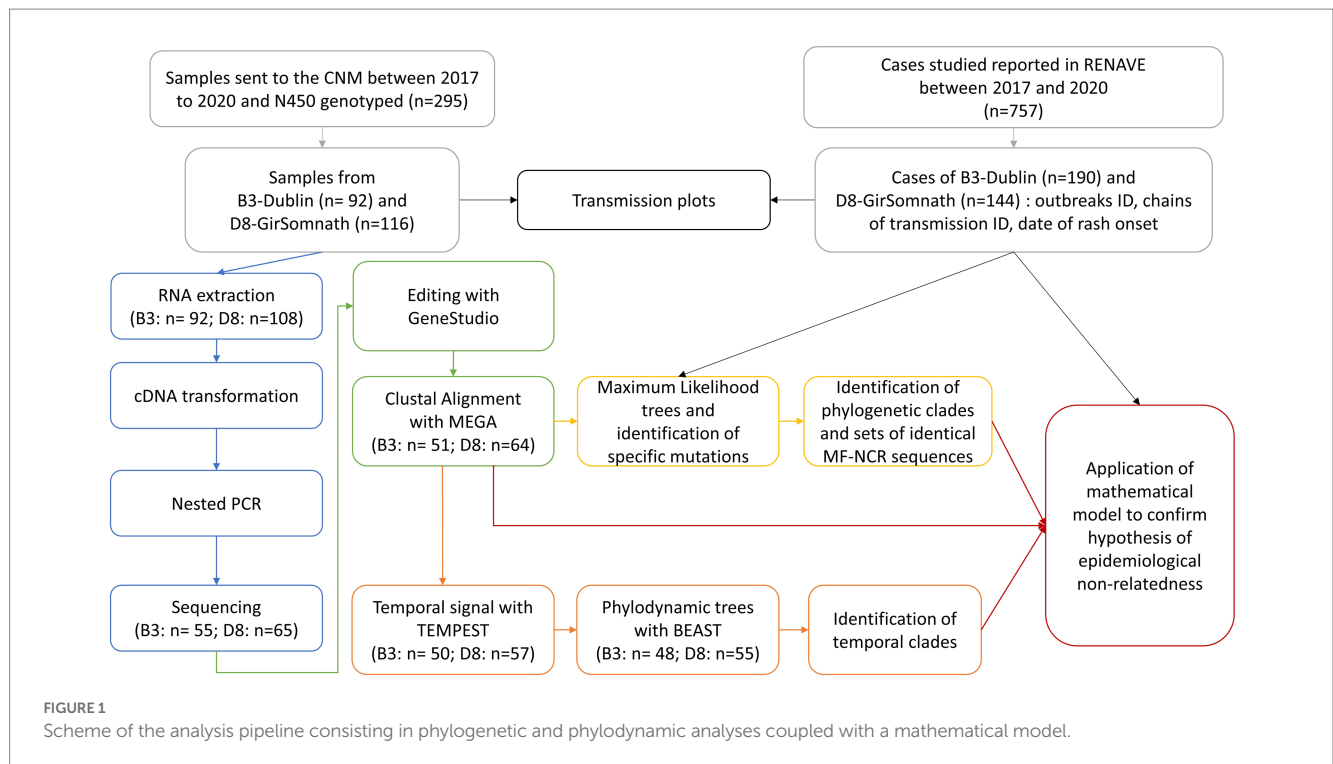 Samples sent to the CNM between 2017
to 2020 and N450 genotyped (n=295)
Cases studied reported in RENAVE
between 2017 and 2020
(n=757)
Samples from
B3-Dublin (n= 92) and
D8-GirSomnath (n=116)
Transmission plots
Cases of B3-Dublin (n=190) and
D8-GirSomnath (n=144) : outbreaks ID, chains
of transmission ID, date of rash onset
RNA extraction
(B3: n= 92; D8: n=108)
Editing with
GeneStudio
cDNA transformation
Clustal Alignment
with MEGA
(B3: n= 51; D8: n=64)
Maximum Likelihood
trees and
identification of
specific mutations
Identification of
phylogenetic clades
and sets of identical
MF-NCR sequences
Application of
mathematical
model to confirm
hypothesis of
epidemiological
non-relatedness
Nested PCR
Sequencing
(B3: n= 55; D8: n=65)
Temporal signal with
TEMPEST
(B3: n= 50; D8: n=57)
Phylodynamic trees
with BEAST
(B3: n= 48; D8: n=55)
Identification of
temporal clades
FIGURE 1
Scheme of the analysis pipeline consisting in phylogenetic and phylodynamic analyses coupled with a mathematical model.